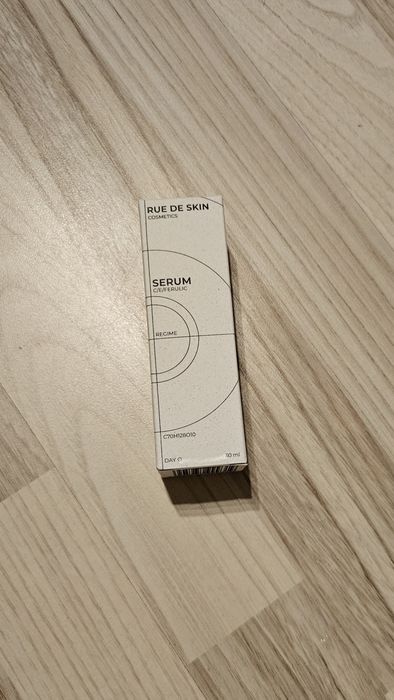 RUE DE SKIN
COSMETICS
SERUM
C/E/FERULIC
REGIME
C70H128O10
DAY
10 ml